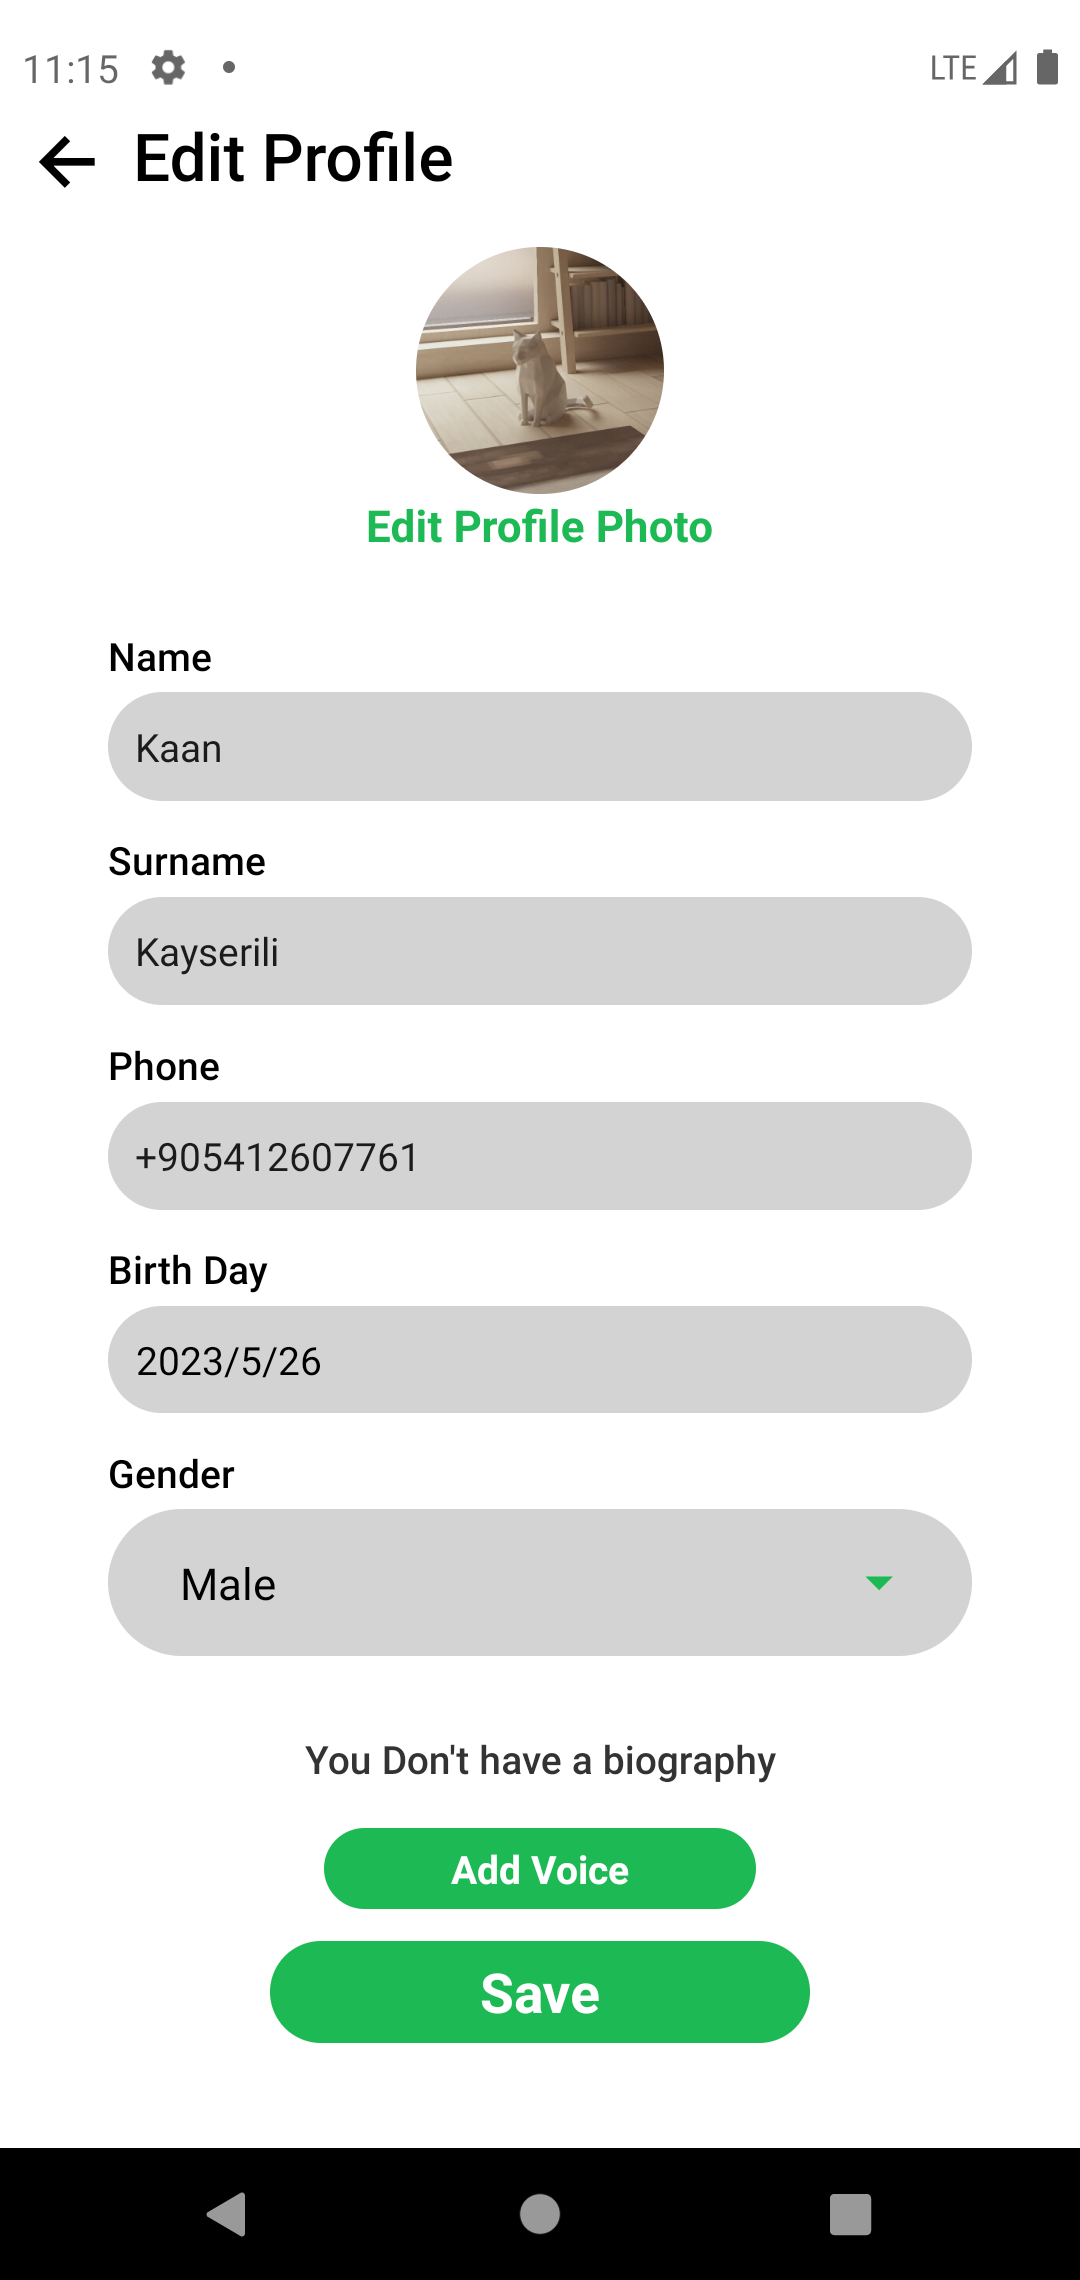 11:15
LTE
Edit Profile
Edit Profile Photo
Name
Kaan
Surname
Kayserili
Phone
+905412607761
Birth Day
2023/5/26
Gender
Male
You Don't have a biography
Add Voice
Save